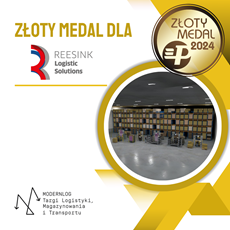 ZŁOTY MEDAL DLA
REESINK
Logistic
Solutions
ZŁOTY
MEDAL
2024
MODERNLOG
Targi Logistyki,
Magazynowania
i Transportu